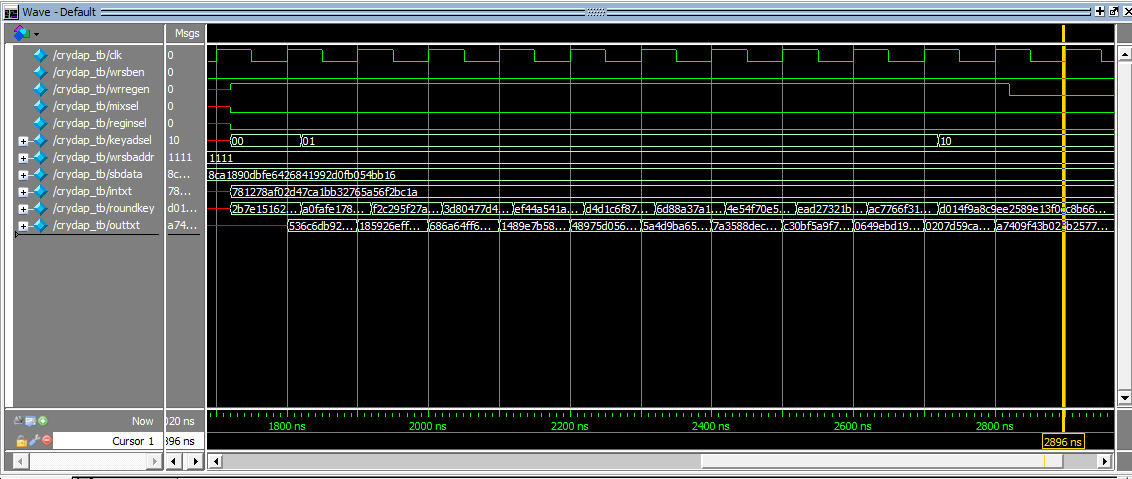 Wave - Default
Msgs
/crydap_tb/clk 0
/crydap_tb/wrsben 0
/crydap_tb/wrregen 0
/crydap_tb/mixsel 0
/crydap_tb/reginsel 0
/crydap_tb/keyadsel 10 00 01 10
/crydap_tb/wrsbaddr 1111 1111
/crydap_tb/sbdata 8c... 8ca1890dbfe6426841992d0fb054bb16
/crydap_tb/intxt 78... 781278af02d47ca1bb32765a56f2bc1a
/crydap_tb/roundkey d01... 2b7e15162... a0fafe178... f2c295f27a... 3d80477d4... ef44a541a... d4d1c6f87... 6d88a37a1... 4e54f70e5... ead27321b... ac7766f31... d014f9a8c9ee2589e13f0cc8b66...
/crydap_tb/outtxt a74... 536c6db92... 185926eff... 686a64ff6... 1489e7b58... 48975d056... 5a4d9ba65... 7a3588dec... c30bf5a9f7... 0649ebd19... 0207d59ca...
Now 020 ns 1800 ns 2000 ns 2200 ns 2400 ns 2600 ns 2800 ns
Cursor 1 896 ns 2896 ns